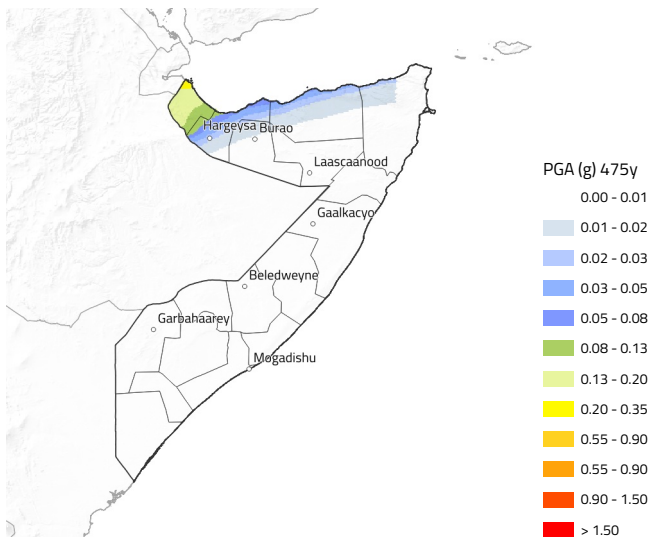 Hargeysa
Burao
Laascaanood
Gaalkacyo
Beledweyne
Garbahaarey
Mogadishu
PGA (g) 475y
0.00 - 0.01
0.01 - 0.02
0.02 - 0.03
0.03 - 0.05
0.05 - 0.08
0.08 - 0.13
0.13 - 0.20
0.20 - 0.35
0.55 - 0.90
0.55 - 0.90
0.90 - 1.50
> 1.50